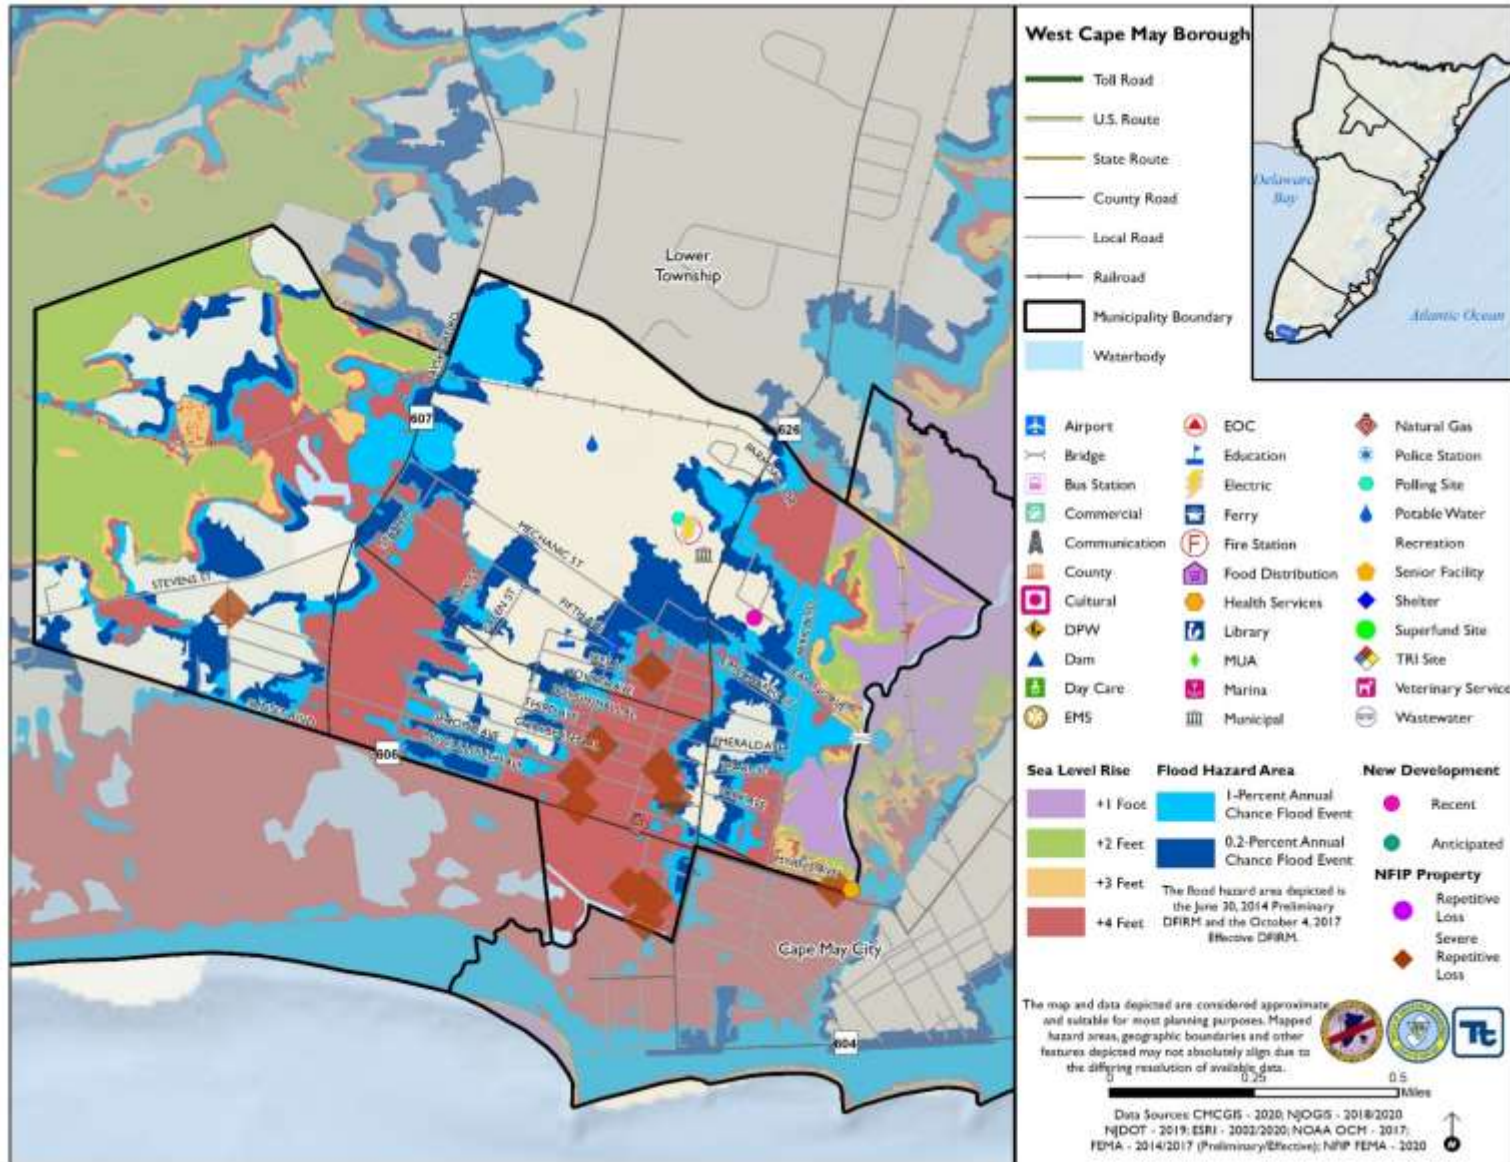 West Cape May Borough
Toll Road
U.S. Route
State Route
County Road
Local Road
Railroad
Municipality Boundary
Waterbody
Delaware
Bay
Atlantic Ocean
Airport
Bridge
Bus Station
Commercial
Communication
County
Cultural
DPW
Dam
Day Care
EMS
EOC
Education
Electric
Ferry
F
Fire Station
Food Distribution
Health Services
Library
MUA
Marina
Municipal
Natural Gas
Police Station
Polling Site
Potable Water
Recreation
Senior Facility
Shelter
Superfund Site
TRI Site
Veterinary Service
Wastewater
Sea Level Rise
+1 Foot
+2 Feet
+3 Feet
+4 Feet
Flood Hazard Area
1-Percent Annual
Chance Flood Event
0.2-Percent Annual
Chance Flood Event
The flood hazard area depicted is
the June 30, 2014 Preliminary
DFIRM and the October 4, 2017
Effective DFIRM.
New Development
Recent
Anticipated
NFIP Property
Repetitive
Loss
Severe
Repetitive
Loss
The map and data depicted are considered approximate
and suitable for most planning purposes. Mapped
hazard areas, geographic boundaries and other
features depicted may not absolutely align due to
the differing resolution of available data.
0 0.25 0.5
Miles
Data Sources: CMCGIS - 2020; NJOGIS - 2018/2020
NJDOT - 2019; ESRI - 2002/2020; NOAA OCM - 2017;
FEMA - 2014/2017 (Preliminary/Effective); NFIP FEMA - 2020
Lower
Township
607
626
MECHANIC ST
STEVENS ST
FIFTH AVE
THIRD AVE
EMERALD AVE
606
Cape May City
604